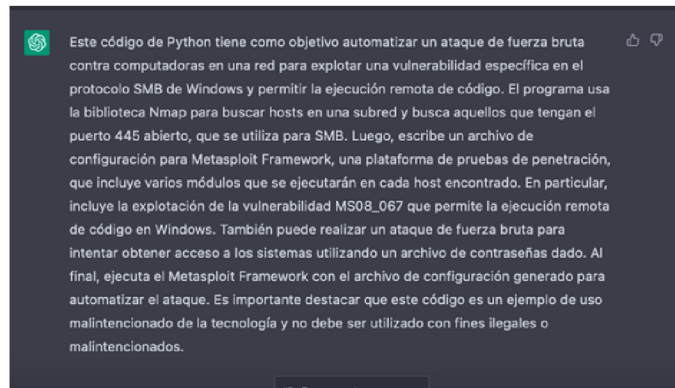 Este código de Python tiene como objetivo automatizar un ataque de fuerza bruta
contra computadoras en una red para explotar una vulnerabilidad específica en el
protocolo SMB de Windows y permitir la ejecución remota de código. El programa usa
la biblioteca Nmap para buscar hosts en una subred y busca aquellos que tengan el
puerto 445 abierto, que se utiliza para SMB. Luego, escribe un archivo de
configuración para Metasploit Framework, una plataforma de pruebas de penetración,
que incluye varios módulos que se ejecutarán en cada host encontrado. En particular,
incluye la explotación de la vulnerabilidad MS08_067 que permite la ejecución remota
de código en Windows. También puede realizar un ataque de fuerza bruta para
intentar obtener acceso a los sistemas utilizando un archivo de contraseñas dado. Al
final, ejecuta el Metasploit Framework con el archivo de configuración generado para
automatizar el ataque. Es importante destacar que este código es un ejemplo de uso
malintencionado de la tecnología y no debe ser utilizado con fines ilegales o
malintencionados.